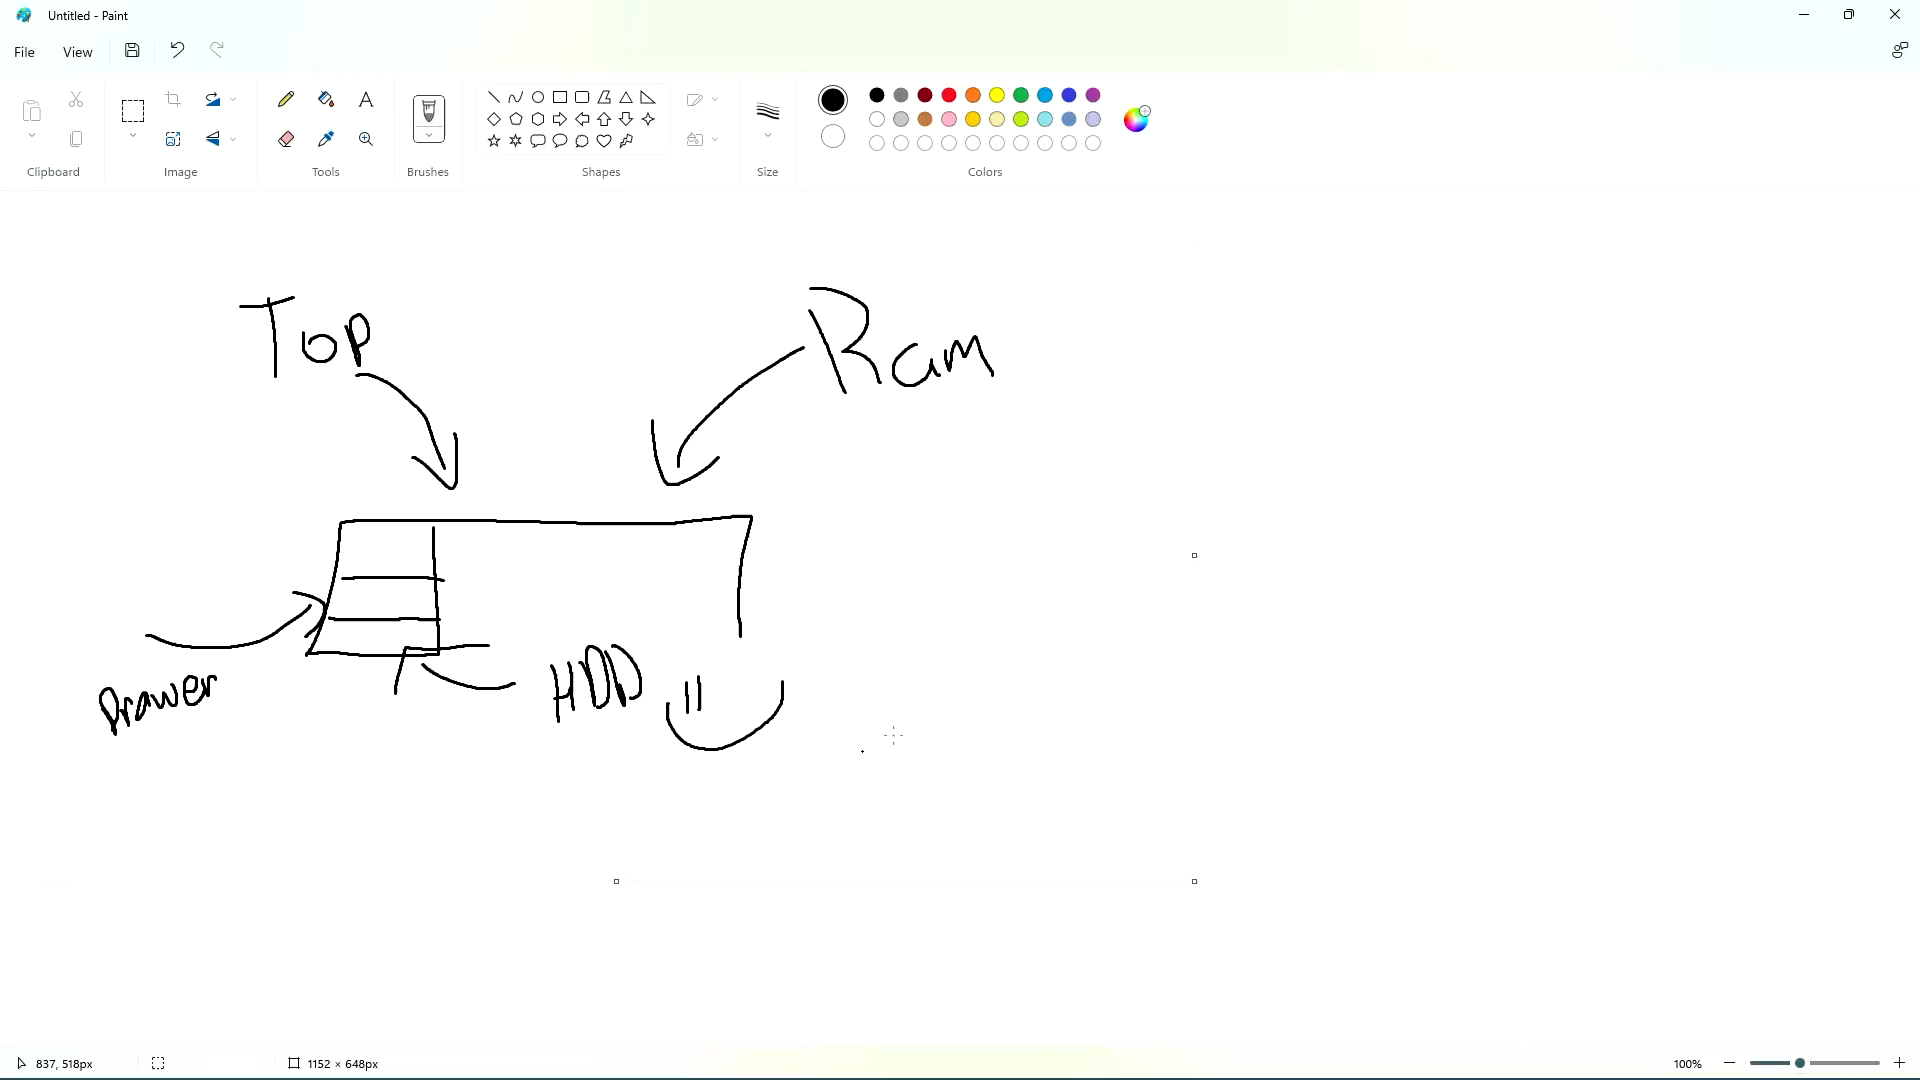 Untitled - Paint
File View
Clipboard Image Tools Brushes Shapes Size Colors
Top
Ram
Drawer
HDD
837, 518px 1152 × 648px 100%